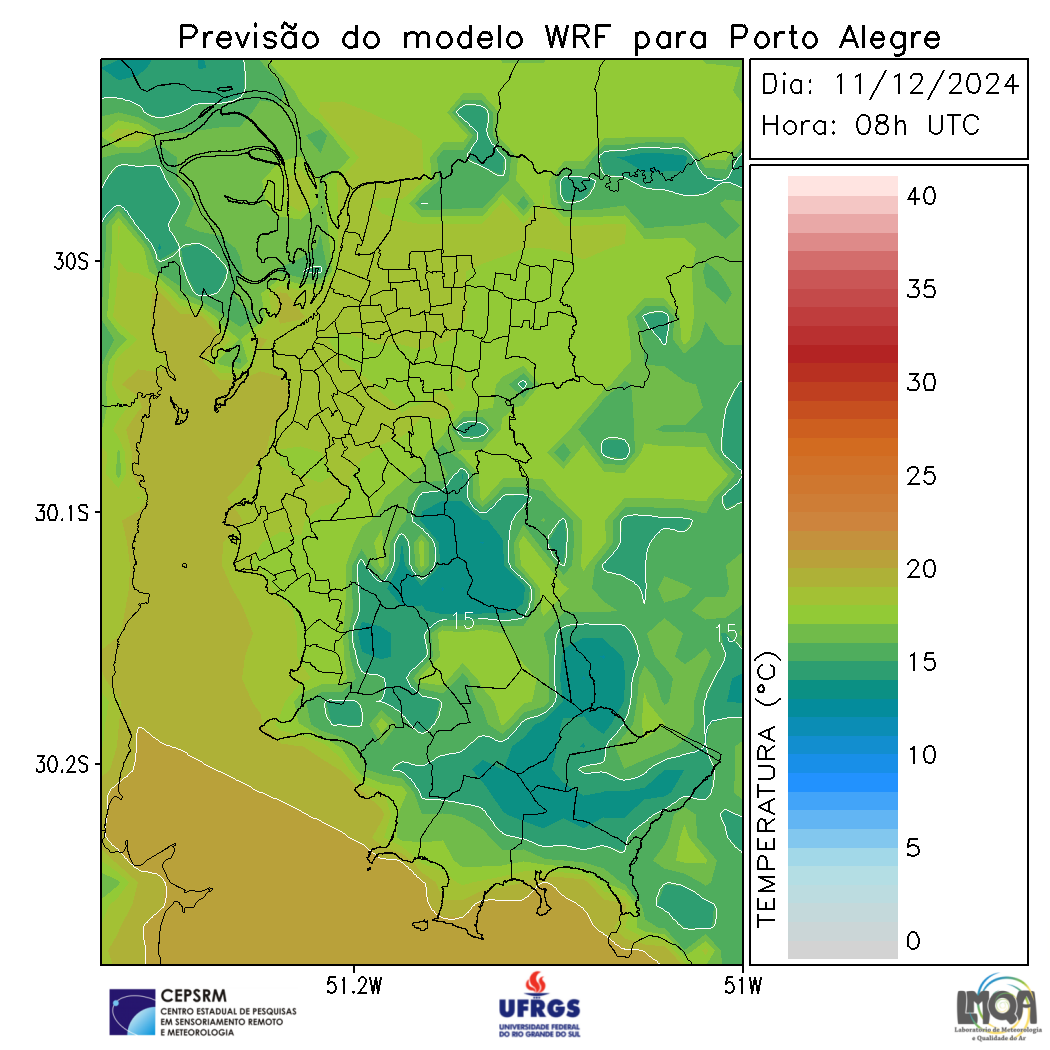 Previsão do modelo WRF para Porto Alegre
Dia: 11/12/2024
Hora: 08h UTC
40
35
30
25
20
15
10
5
0
TEMPERATURA (°C)
30S
30.1S
30.2S
51.2W
51W
15
15
CEPSRM
CENTRO ESTADUAL DE PESQUISAS
EM SENSORIAMENTO REMOTO
E METEOROLOGIA
UFRGS
UNIVERSIDADE FEDERAL
DO RIO GRANDE DO SUL
LMQA
Laboratório de Meteorologia
e Qualidade do Ar